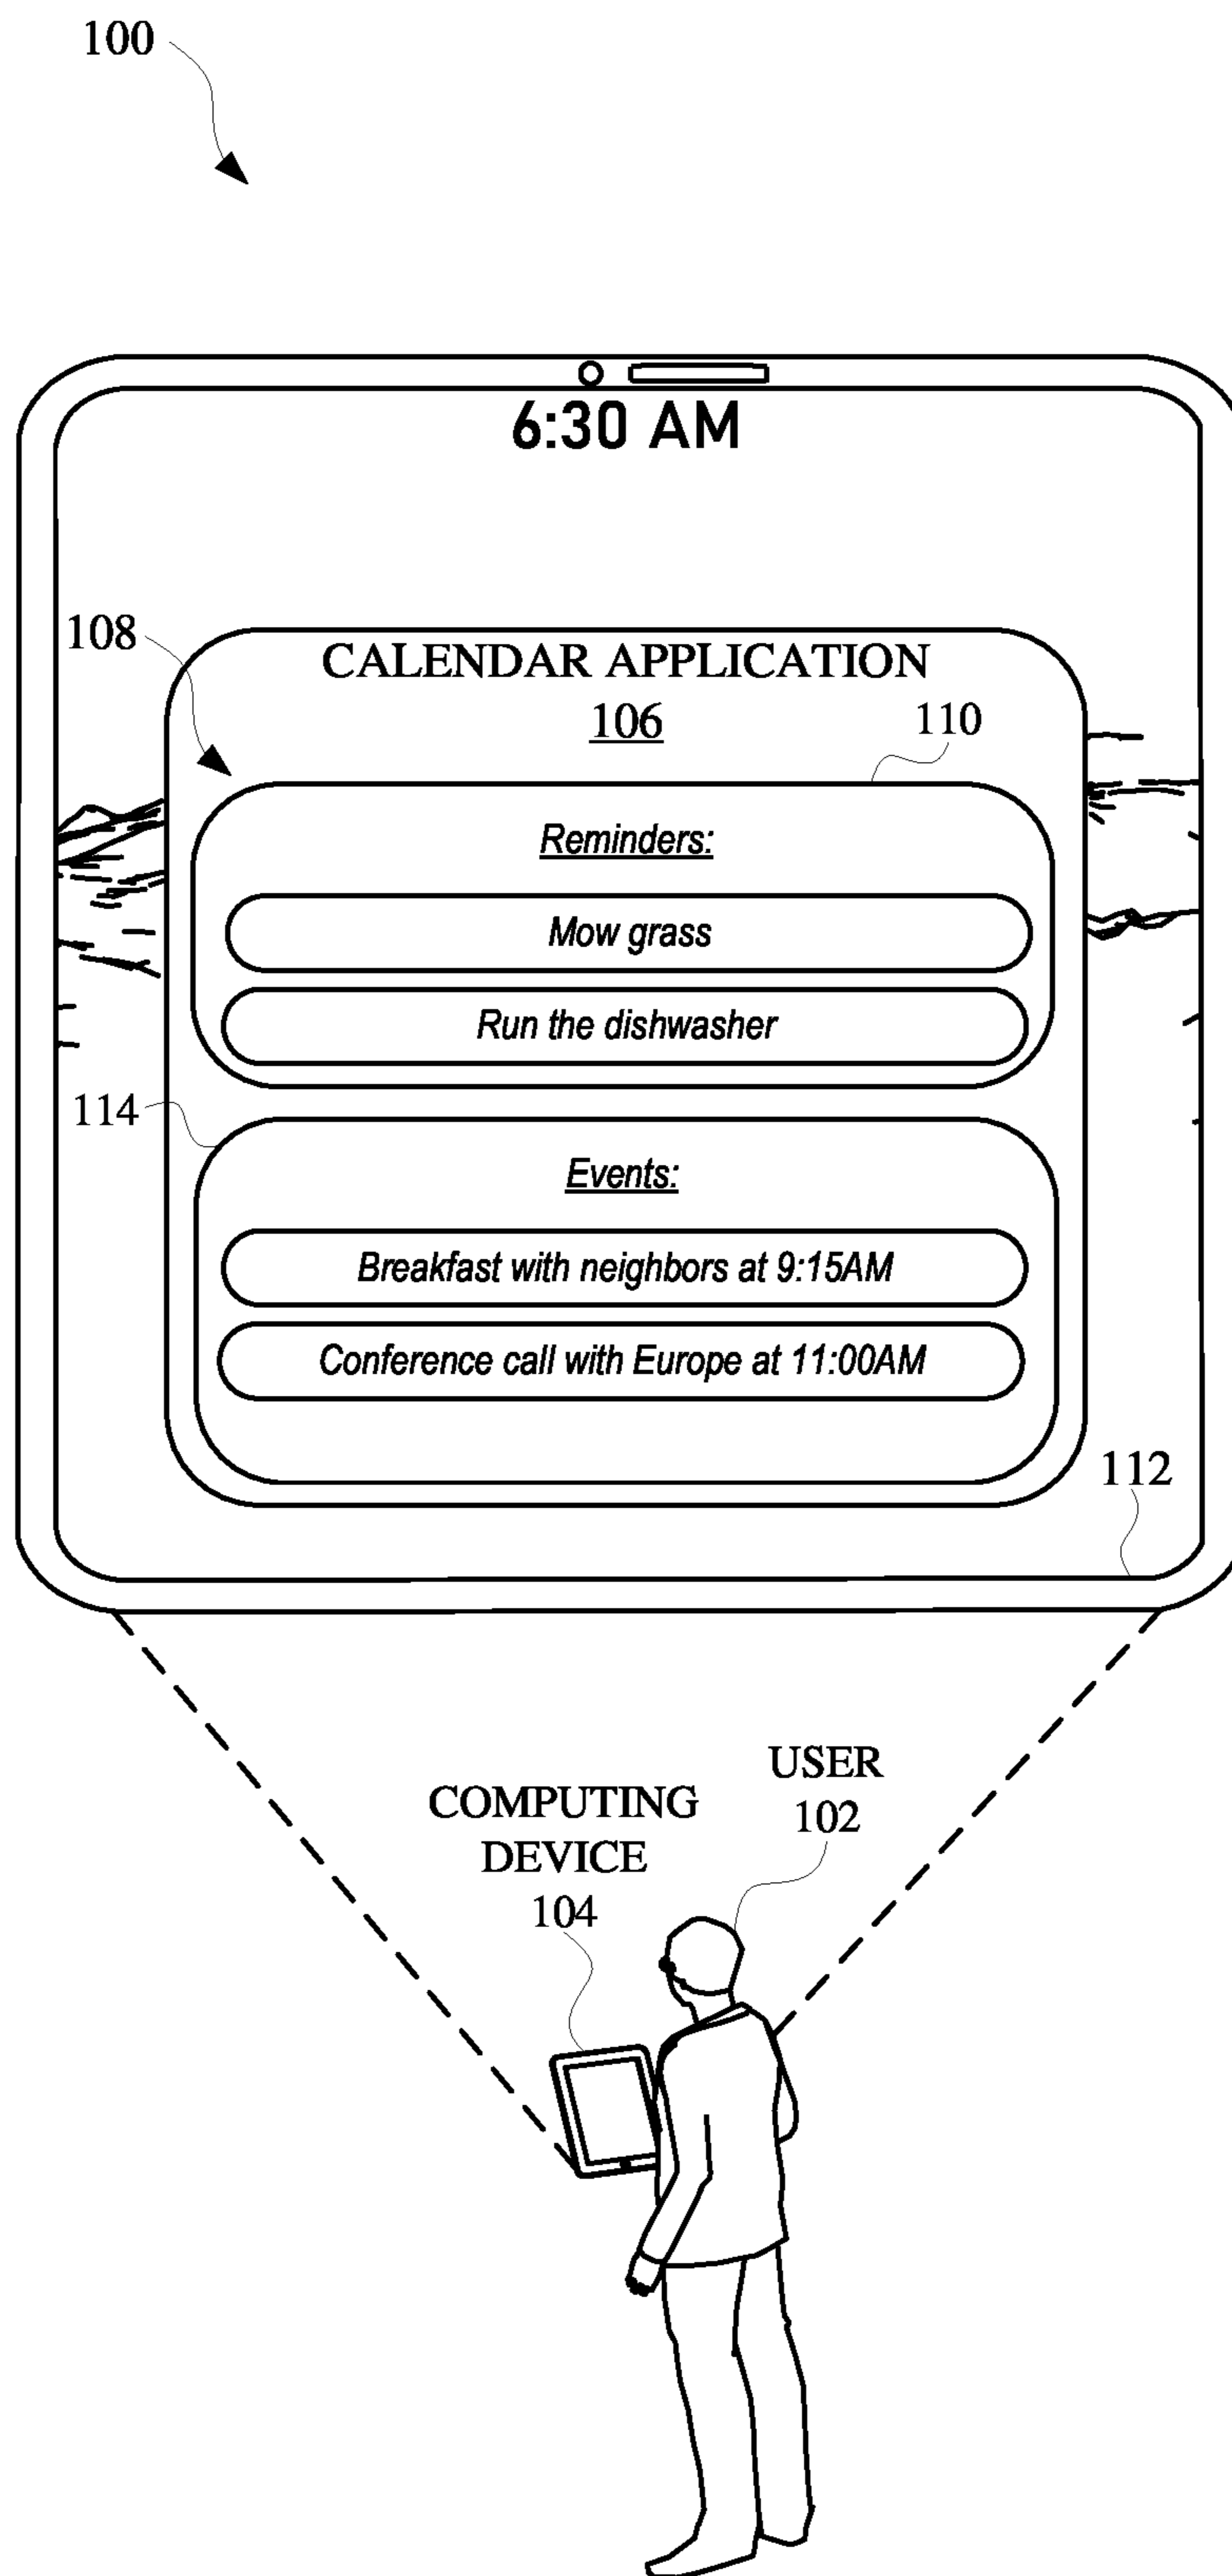 100
6:30 AM
108
CALENDAR APPLICATION
106
110
Reminders:
Mow grass
Run the dishwasher
114
Events:
Breakfast with neighbors at 9:15AM
Conference call with Europe at 11:00AM
112
USER
102
COMPUTING
DEVICE
104